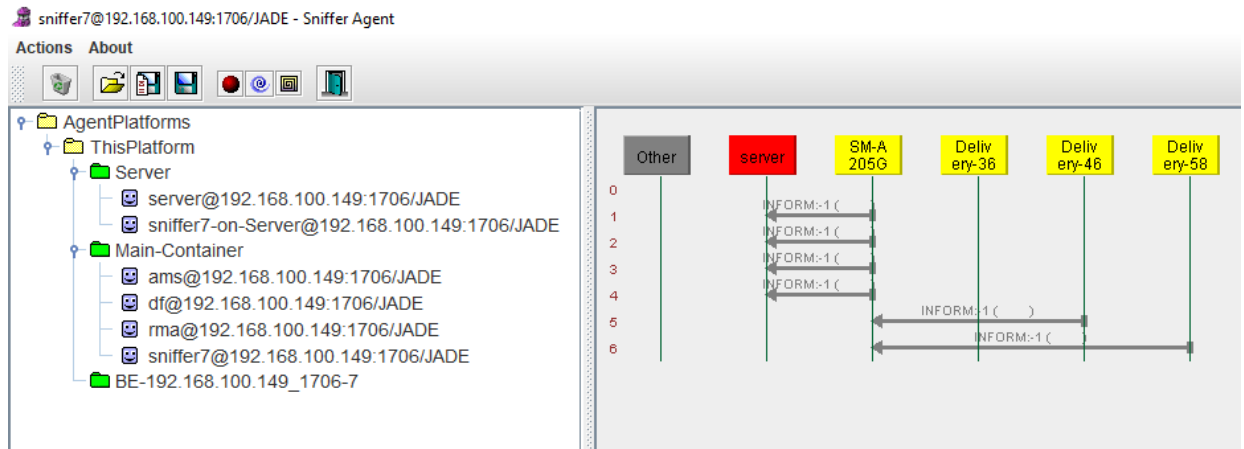 sniffer7@192.168.100.149:1706/JADE - Sniffer Agent
Actions About
AgentPlatforms
ThisPlatform
Server
server@192.168.100.149:1706/JADE
sniffer7-on-Server@192.168.100.149:1706/JADE
Main-Container
ams@192.168.100.149:1706/JADE
df@192.168.100.149:1706/JADE
rma@192.168.100.149:1706/JADE
sniffer7@192.168.100.149:1706/JADE
BE-192.168.100.149_1706-7
Other
server
SM-A
205G
Deliv
ery-36
Deliv
ery-46
Deliv
ery-58
0
INFORM:-1 (
1
INFORM:-1 (
2
INFORM:-1 (
3
INFORM:-1 (
4
INFORM:-1 ( )
5
INFORM:-1 ( )
6